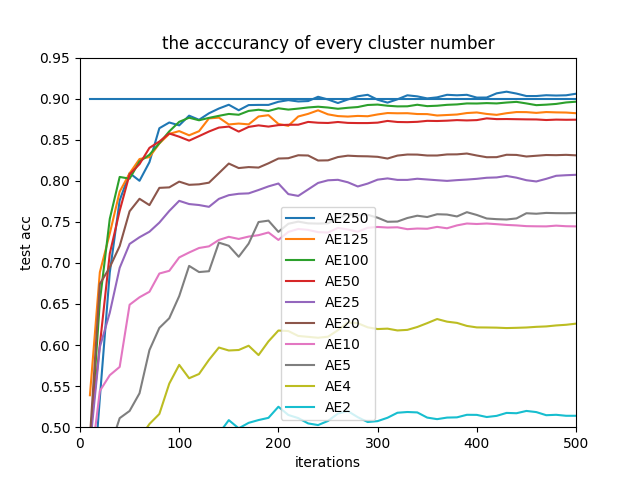 the acccurancy of every cluster number
test acc
0.95
0.90
0.85
0.80
0.75
0.70
0.65
0.60
0.55
0.50
AE250
AE125
AE100
AE50
AE25
AE20
AE10
AE5
AE4
AE2
0 100 200 300 400 500
iterations